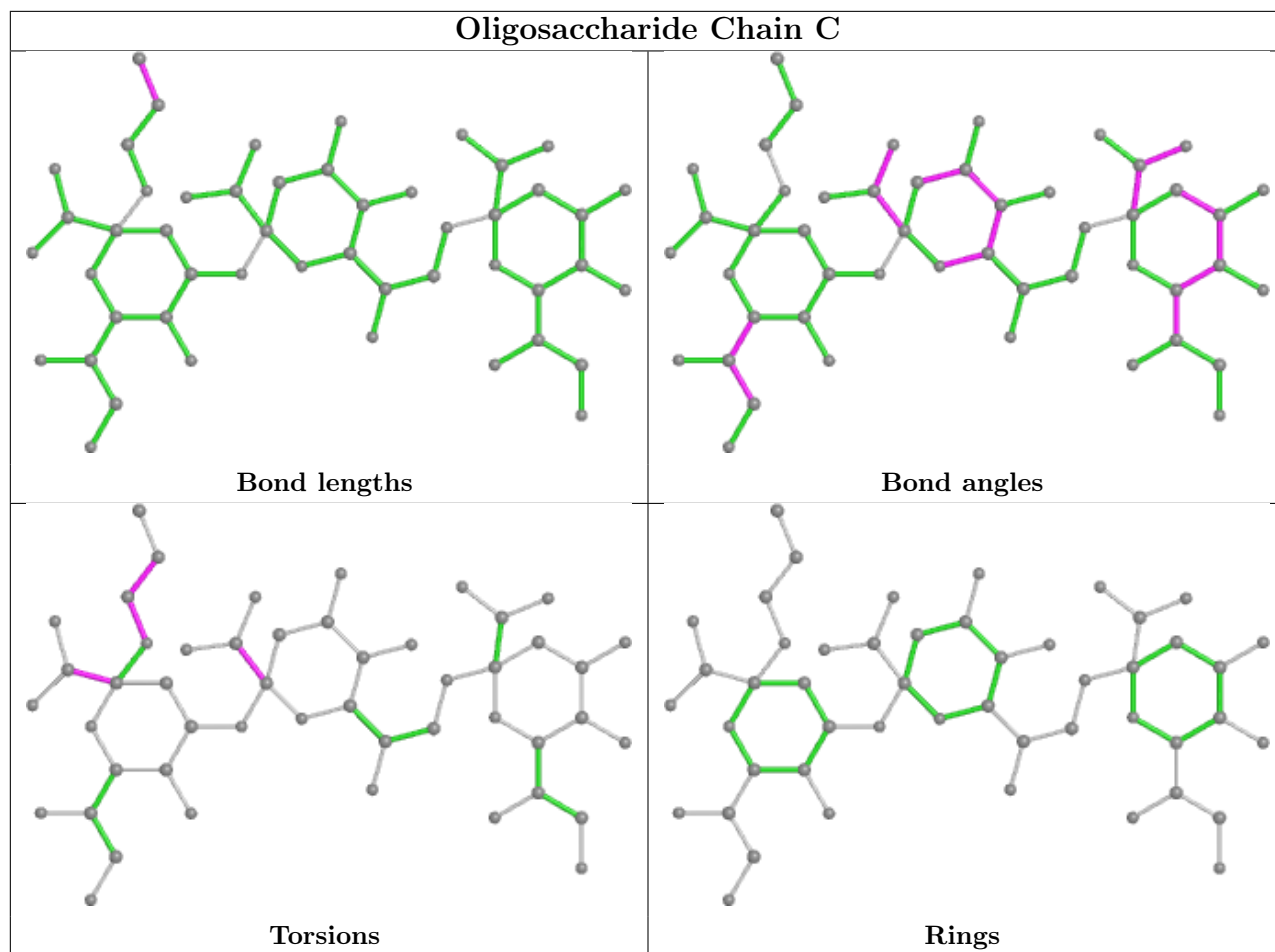 Oligosaccharide Chain C
Bond lengths
Bond angles
Torsions
Rings